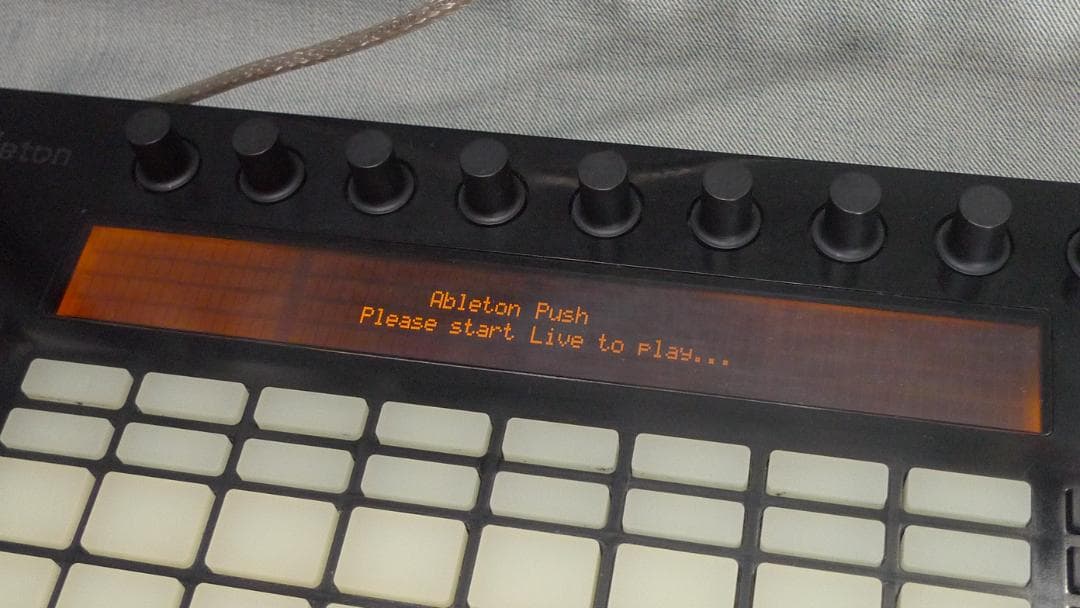 Ableton Push
Please start Live to play...